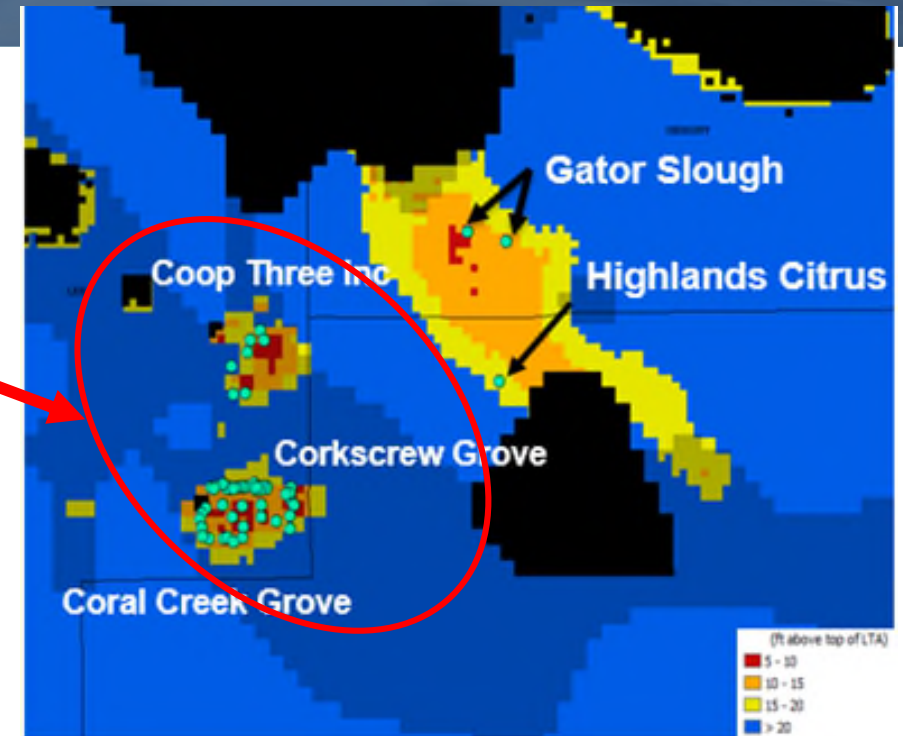 Gator Slough
Coop Three Inc
Highlands Citrus
Corkscrew Grove
Coral Creek Grove
(ft above top of LTA)
5 - 10
10 - 15
15 - 20
> 20